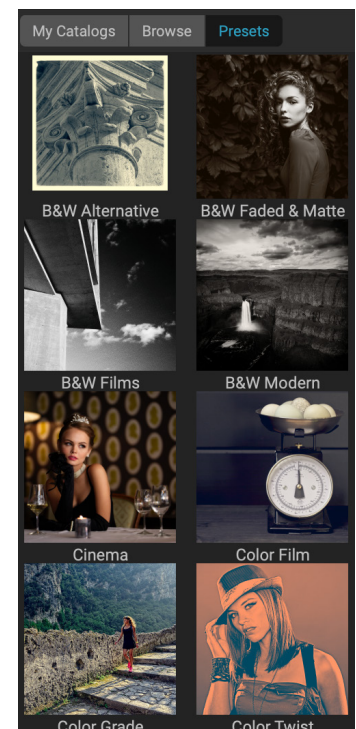 My Catalogs Browse Presets
B&W Alternative B&W Faded & Matte
B&W Films B&W Modern
Cinema Color Film
Color Grade Color Twist